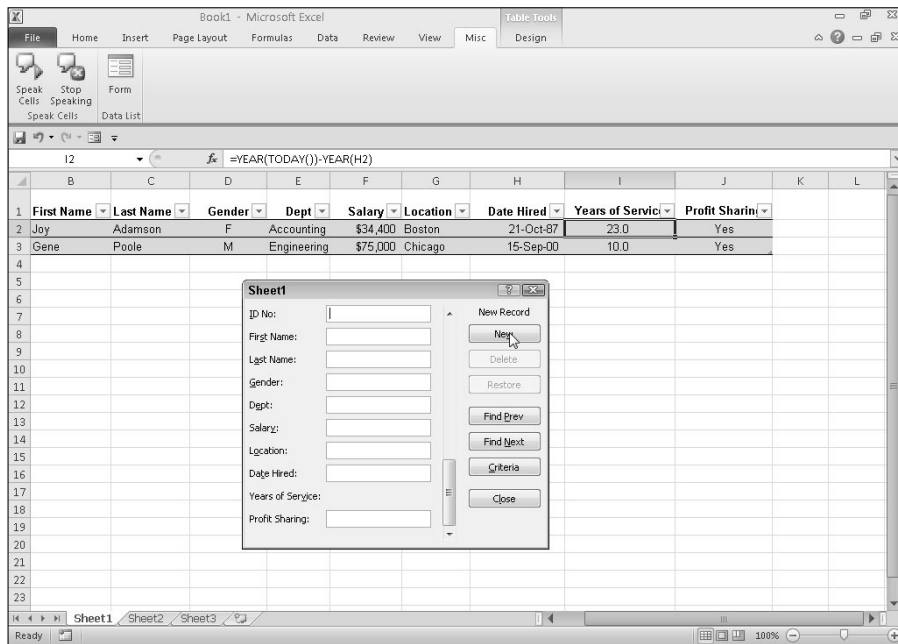 Book1 - Microsoft Excel
Table Tools
File Home Insert Page Layout Formulas Data Review View Misc Design
Speak Cells Stop Speaking Form
Speak Cells Data List
I2 fx =YEAR(TODAY())-YEAR(H2)
B C D E F G H I J K L
1 First Name Last Name Gender Dept Salary Location Date Hired Years of Servic Profit Sharin
2 Joy Adamson F Accounting $34,400 Boston 21-Oct-87 23.0 Yes
3 Gene Poole M Engineering $75,000 Chicago 15-Sep-00 10.0 Yes
4
5
6
7
8
9
10
11
12
13
14
15
16
17
18
19
20
21
22
23
Sheet1
ID No: New Record
First Name: New
Last Name: Delete
Gender: Restore
Dept: Find Prev
Salary: Find Next
Location: Criteria
Date Hired:
Years of Service: Close
Profit Sharing:
Sheet1 Sheet2 Sheet3
Ready 100%